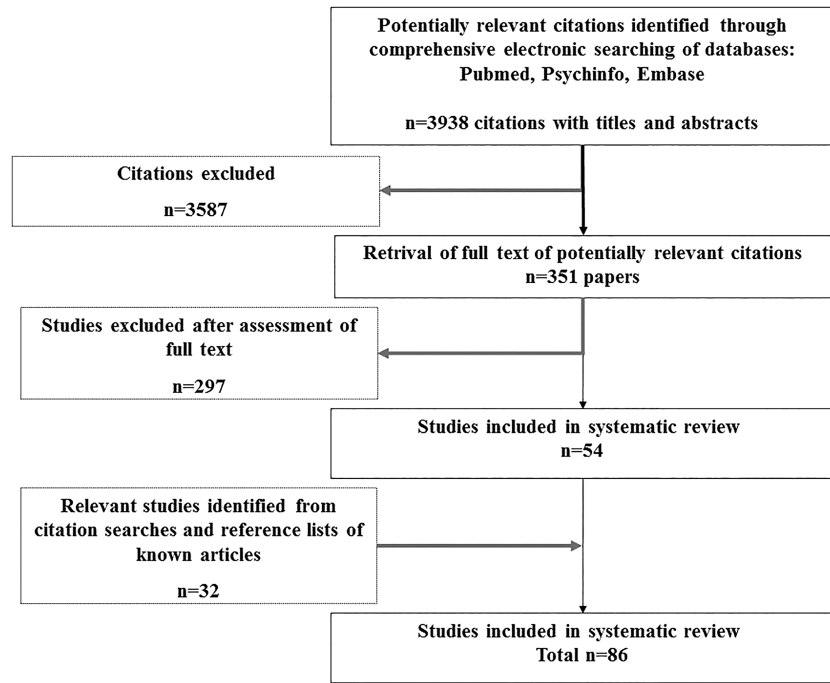 Potentially relevant citations identified through
comprehensive electronic searching of databases:
Pubmed, Psychinfo, Embase
n=3938 citations with titles and abstracts
Citations excluded
n=3587
Retrival of full text of potentially relevant citations
n=351 papers
Studies excluded after assessment of
full text
n=297
Studies included in systematic review
n=54
Relevant studies identified from
citation searches and reference lists of
known articles
n=32
Studies included in systematic review
Total n=86